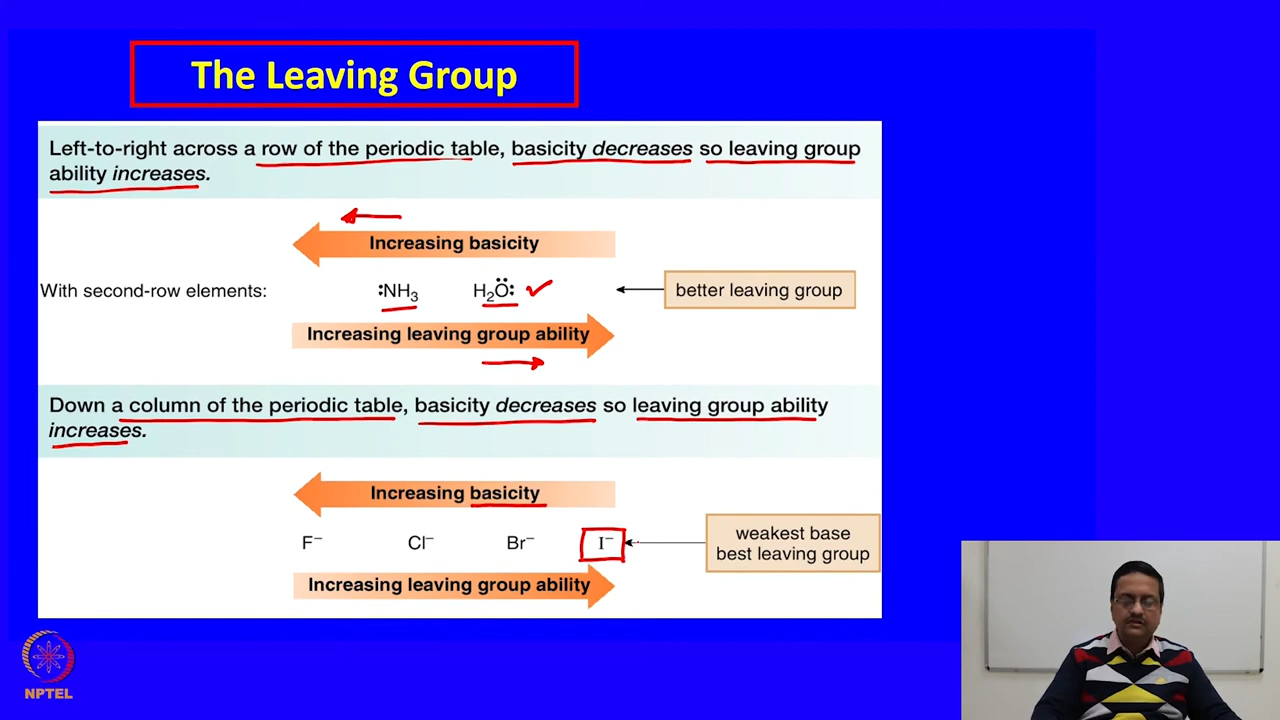 The Leaving Group
Left-to-right across a row of the periodic table, basicity decreases so leaving group
ability increases.
Increasing basicity
With second-row elements: :NH₃ H₂Ö: better leaving group
Increasing leaving group ability
Down a column of the periodic table, basicity decreases so leaving group ability
increases.
Increasing basicity
F⁻ Cl⁻ Br⁻ I⁻
weakest base
best leaving group
Increasing leaving group ability
NPTEL